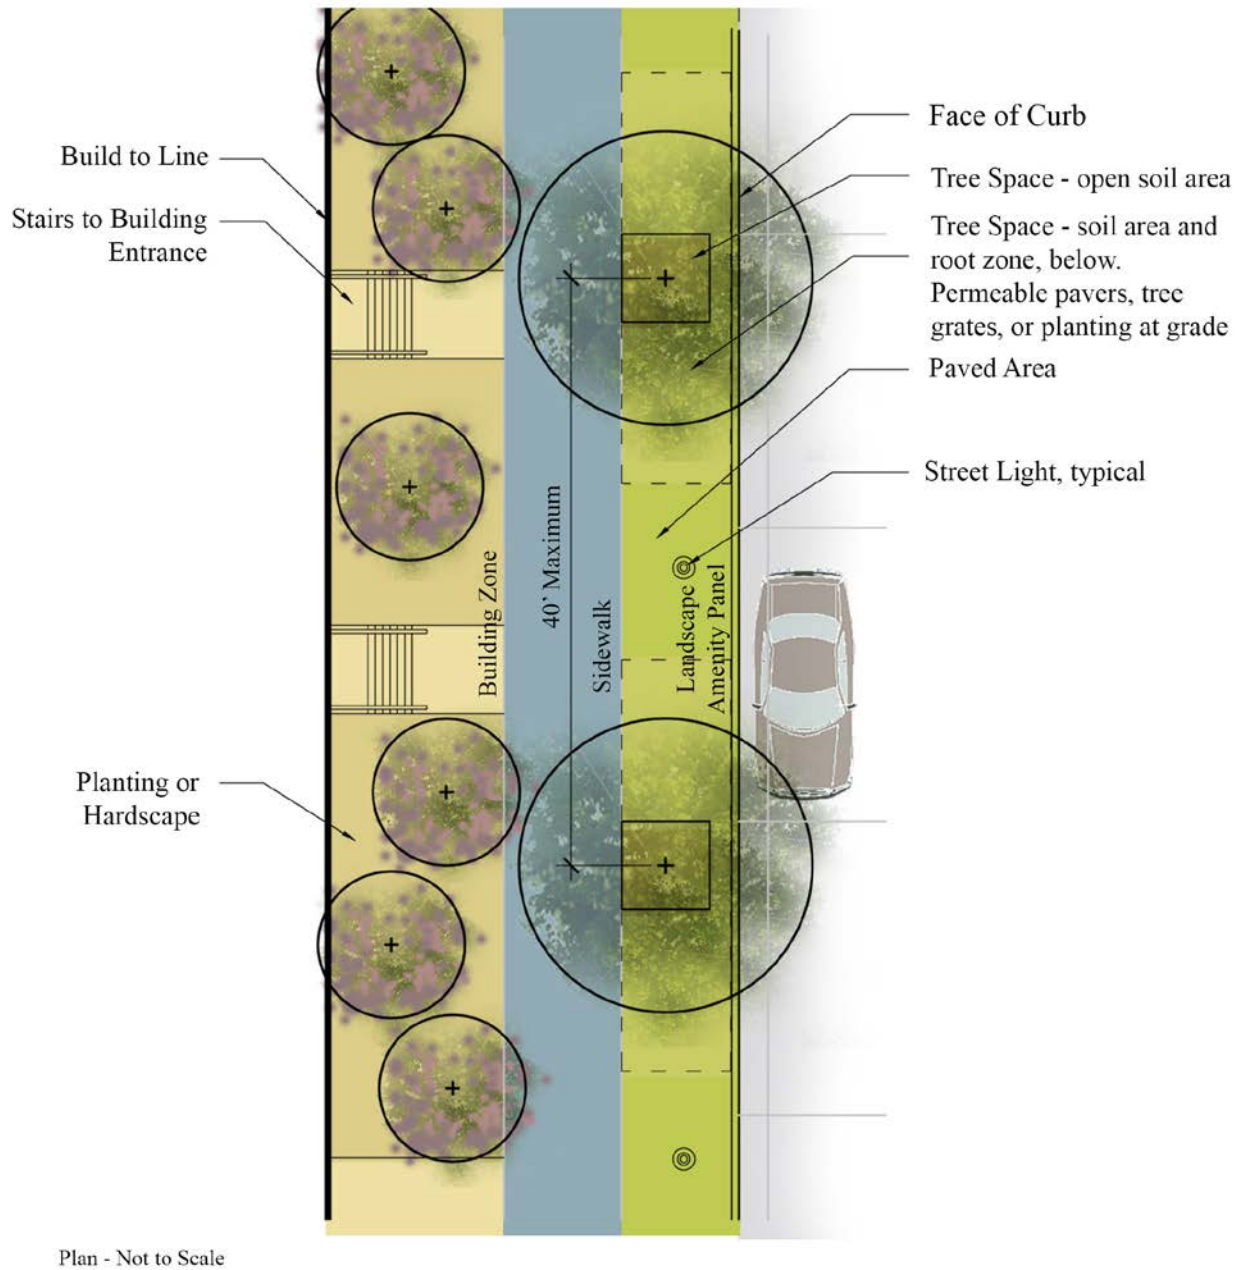 Build to Line
Stairs to Building
Entrance
Planting or
Hardscape
Building Zone
40’ Maximum
Sidewalk
Landscape
Amenity Panel
Face of Curb
Tree Space - open soil area
Tree Space - soil area and
root zone, below.
Permeable pavers, tree
grates, or planting at grade
Paved Area
Street Light, typical
Plan - Not to Scale